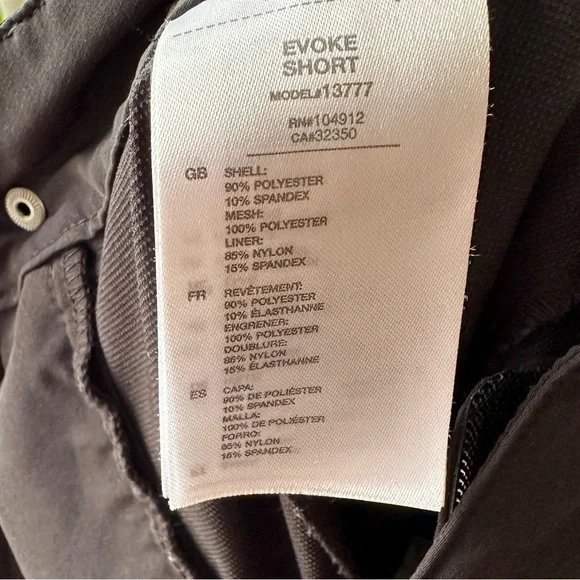 EVOKE
SHORT
MODEL#13777
RN#104912
CA#32350
GB SHELL:
90% POLYESTER
10% SPANDEX
MESH:
100% POLYESTER
LINER:
85% NYLON
15% SPANDEX
FR REVÊTEMENT:
90% POLYESTER
10% ÉLASTHANNE
ENGRENER:
100% POLYESTER
DOUBLURE:
85% NYLON
15% ÉLASTHANNE
ES CAPA:
90% DE POLIÉSTER
10% SPANDEX
MALLA:
100% DE POLIÉSTER
FORRO:
85% NYLON
15% SPANDEX